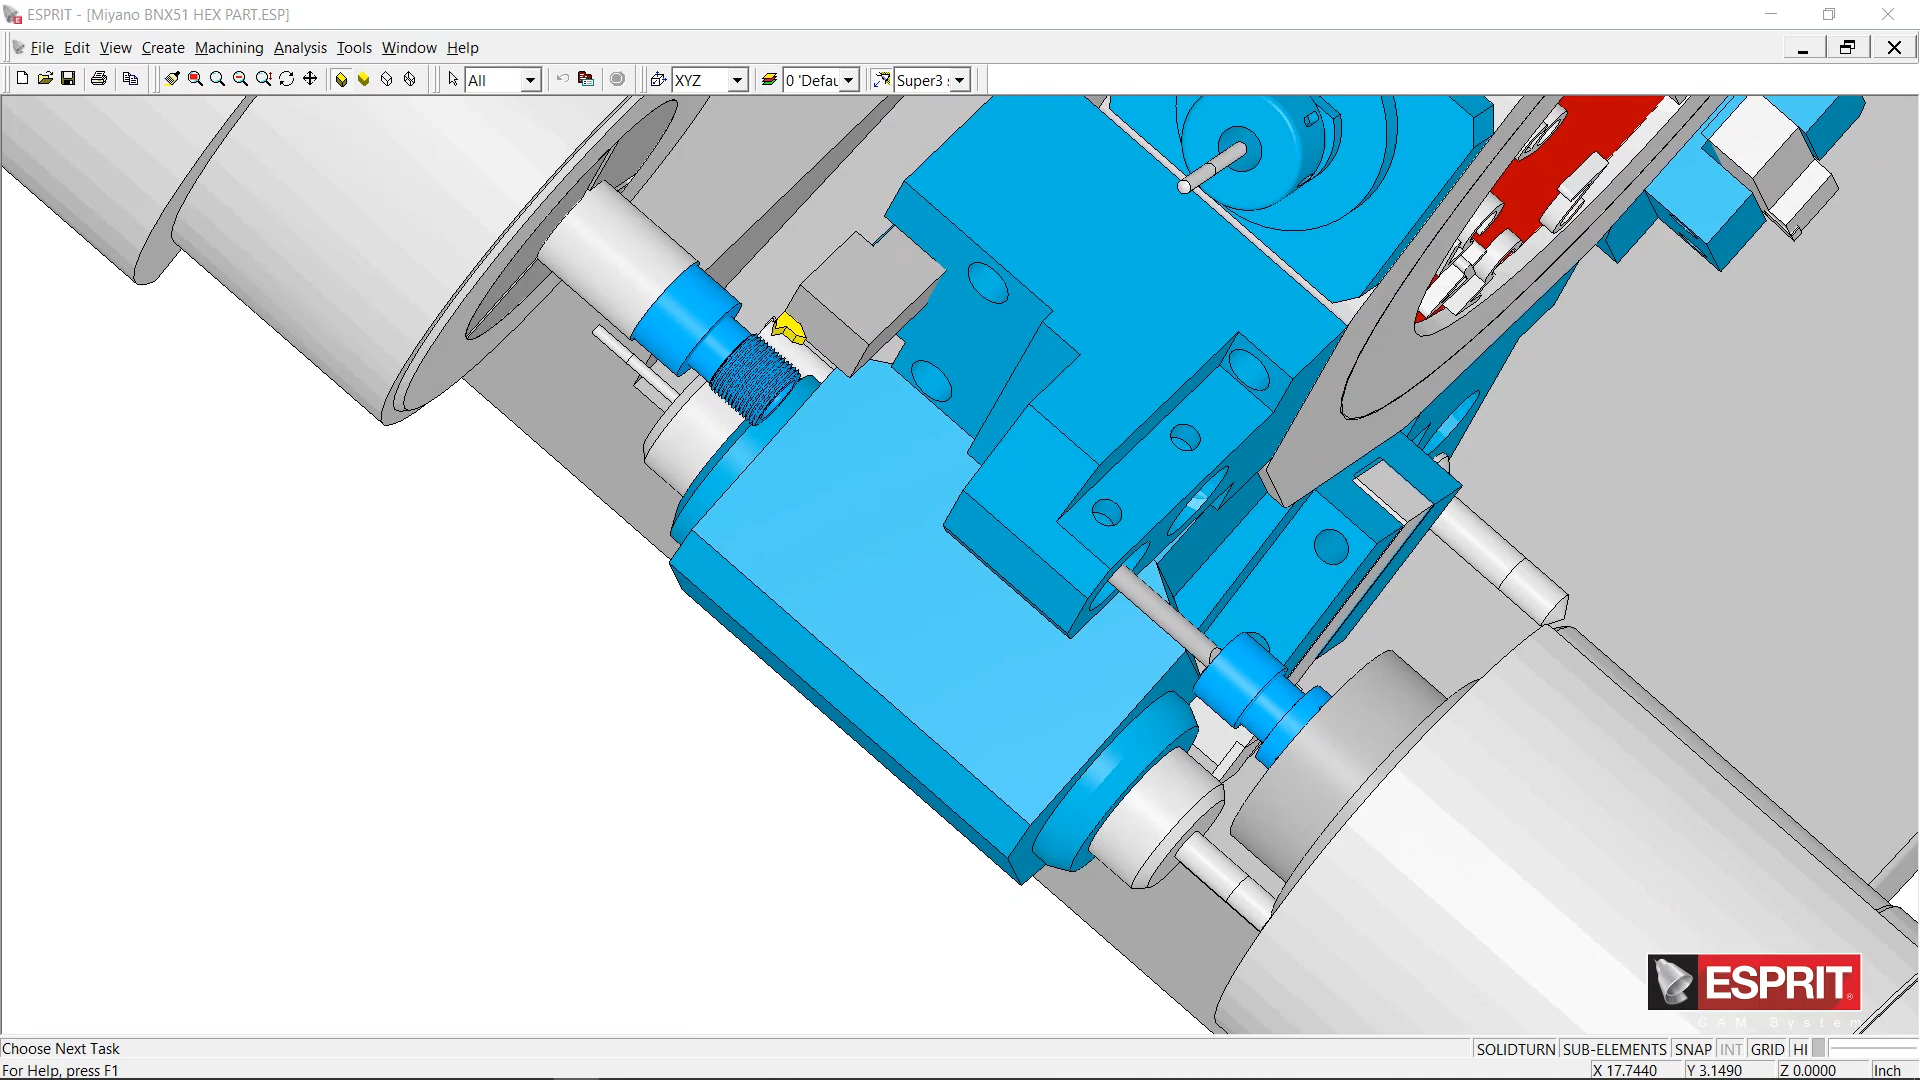 ESPRIT - [Miyano BNX51 HEX PART.ESP]
File Edit View Create Machining Analysis Tools Window Help
All XYZ 0 'Defau Super3 :
ESPRIT
CAM System
Choose Next Task SOLIDTURN SUB-ELEMENTS SNAP INT GRID HI
For Help, press F1 X 17.7440 Y 3.1490 Z 0.0000 Inch